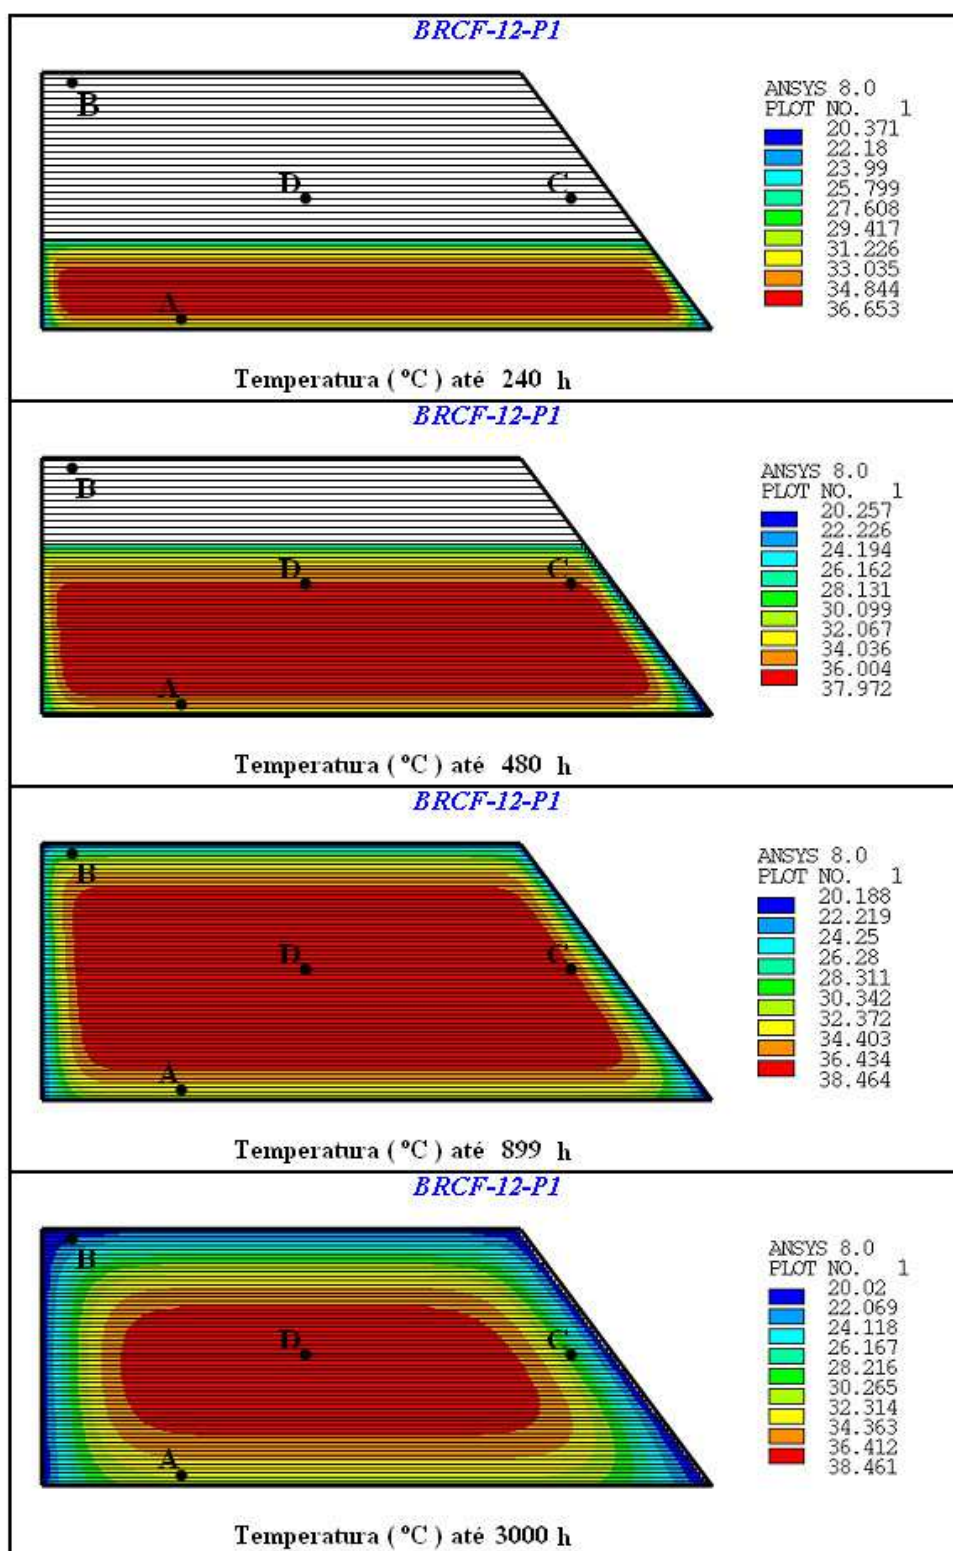 BRCF-12-P1
ANSYS 8.0
PLOT NO. 1
20.371
22.18
23.99
25.799
27.608
29.417
31.226
33.035
34.844
36.653
B
D
C
A
Temperatura ( ºC ) até 240 h
BRCF-12-P1
ANSYS 8.0
PLOT NO. 1
20.257
22.226
24.194
26.162
28.131
30.099
32.067
34.036
36.004
37.972
B
D
C
A
Temperatura ( ºC ) até 480 h
BRCF-12-P1
ANSYS 8.0
PLOT NO. 1
20.188
22.219
24.25
26.28
28.311
30.342
32.372
34.403
36.434
38.464
B
D
C
A
Temperatura ( ºC ) até 899 h
BRCF-12-P1
ANSYS 8.0
PLOT NO. 1
20.02
22.069
24.118
26.167
28.216
30.265
32.314
34.363
36.412
38.461
B
D
C
A
Temperatura ( ºC ) até 3000 h